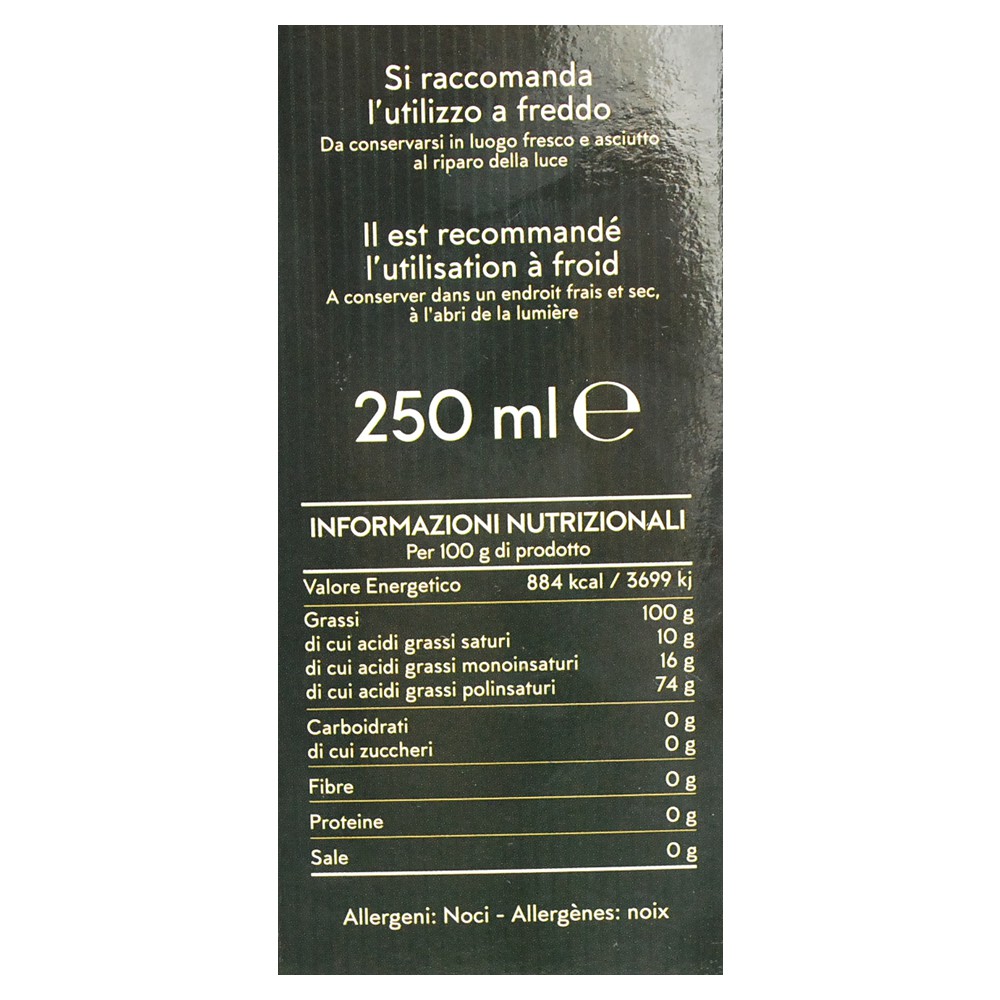 Si raccomanda
l'utilizzo a freddo
Da conservarsi in luogo fresco e asciutto
al riparo della luce
Il est recommandé
l'utilisation à froid
A conserver dans un endroit frais et sec,
à l'abri de la lumière
250 ml ℮
INFORMAZIONI NUTRIZIONALI
Per 100 g di prodotto
Valore Energetico 884 kcal / 3699 kj
Grassi 100 g
di cui acidi grassi saturi 10 g
di cui acidi grassi monoinsaturi 16 g
di cui acidi grassi polinsaturi 74 g
Carboidrati 0 g
di cui zuccheri 0 g
Fibre 0 g
Proteine 0 g
Sale 0 g
Allergeni: Noci - Allergènes: noix